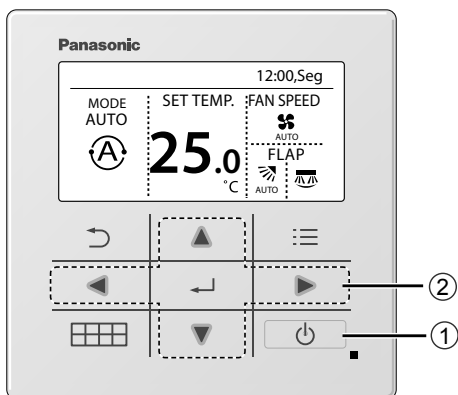 Panasonic
12:00,Seg
MODE
AUTO
A
SET TEMP.
25.0
°C
FAN SPEED
AUTO
FLAP
AUTO
2
1